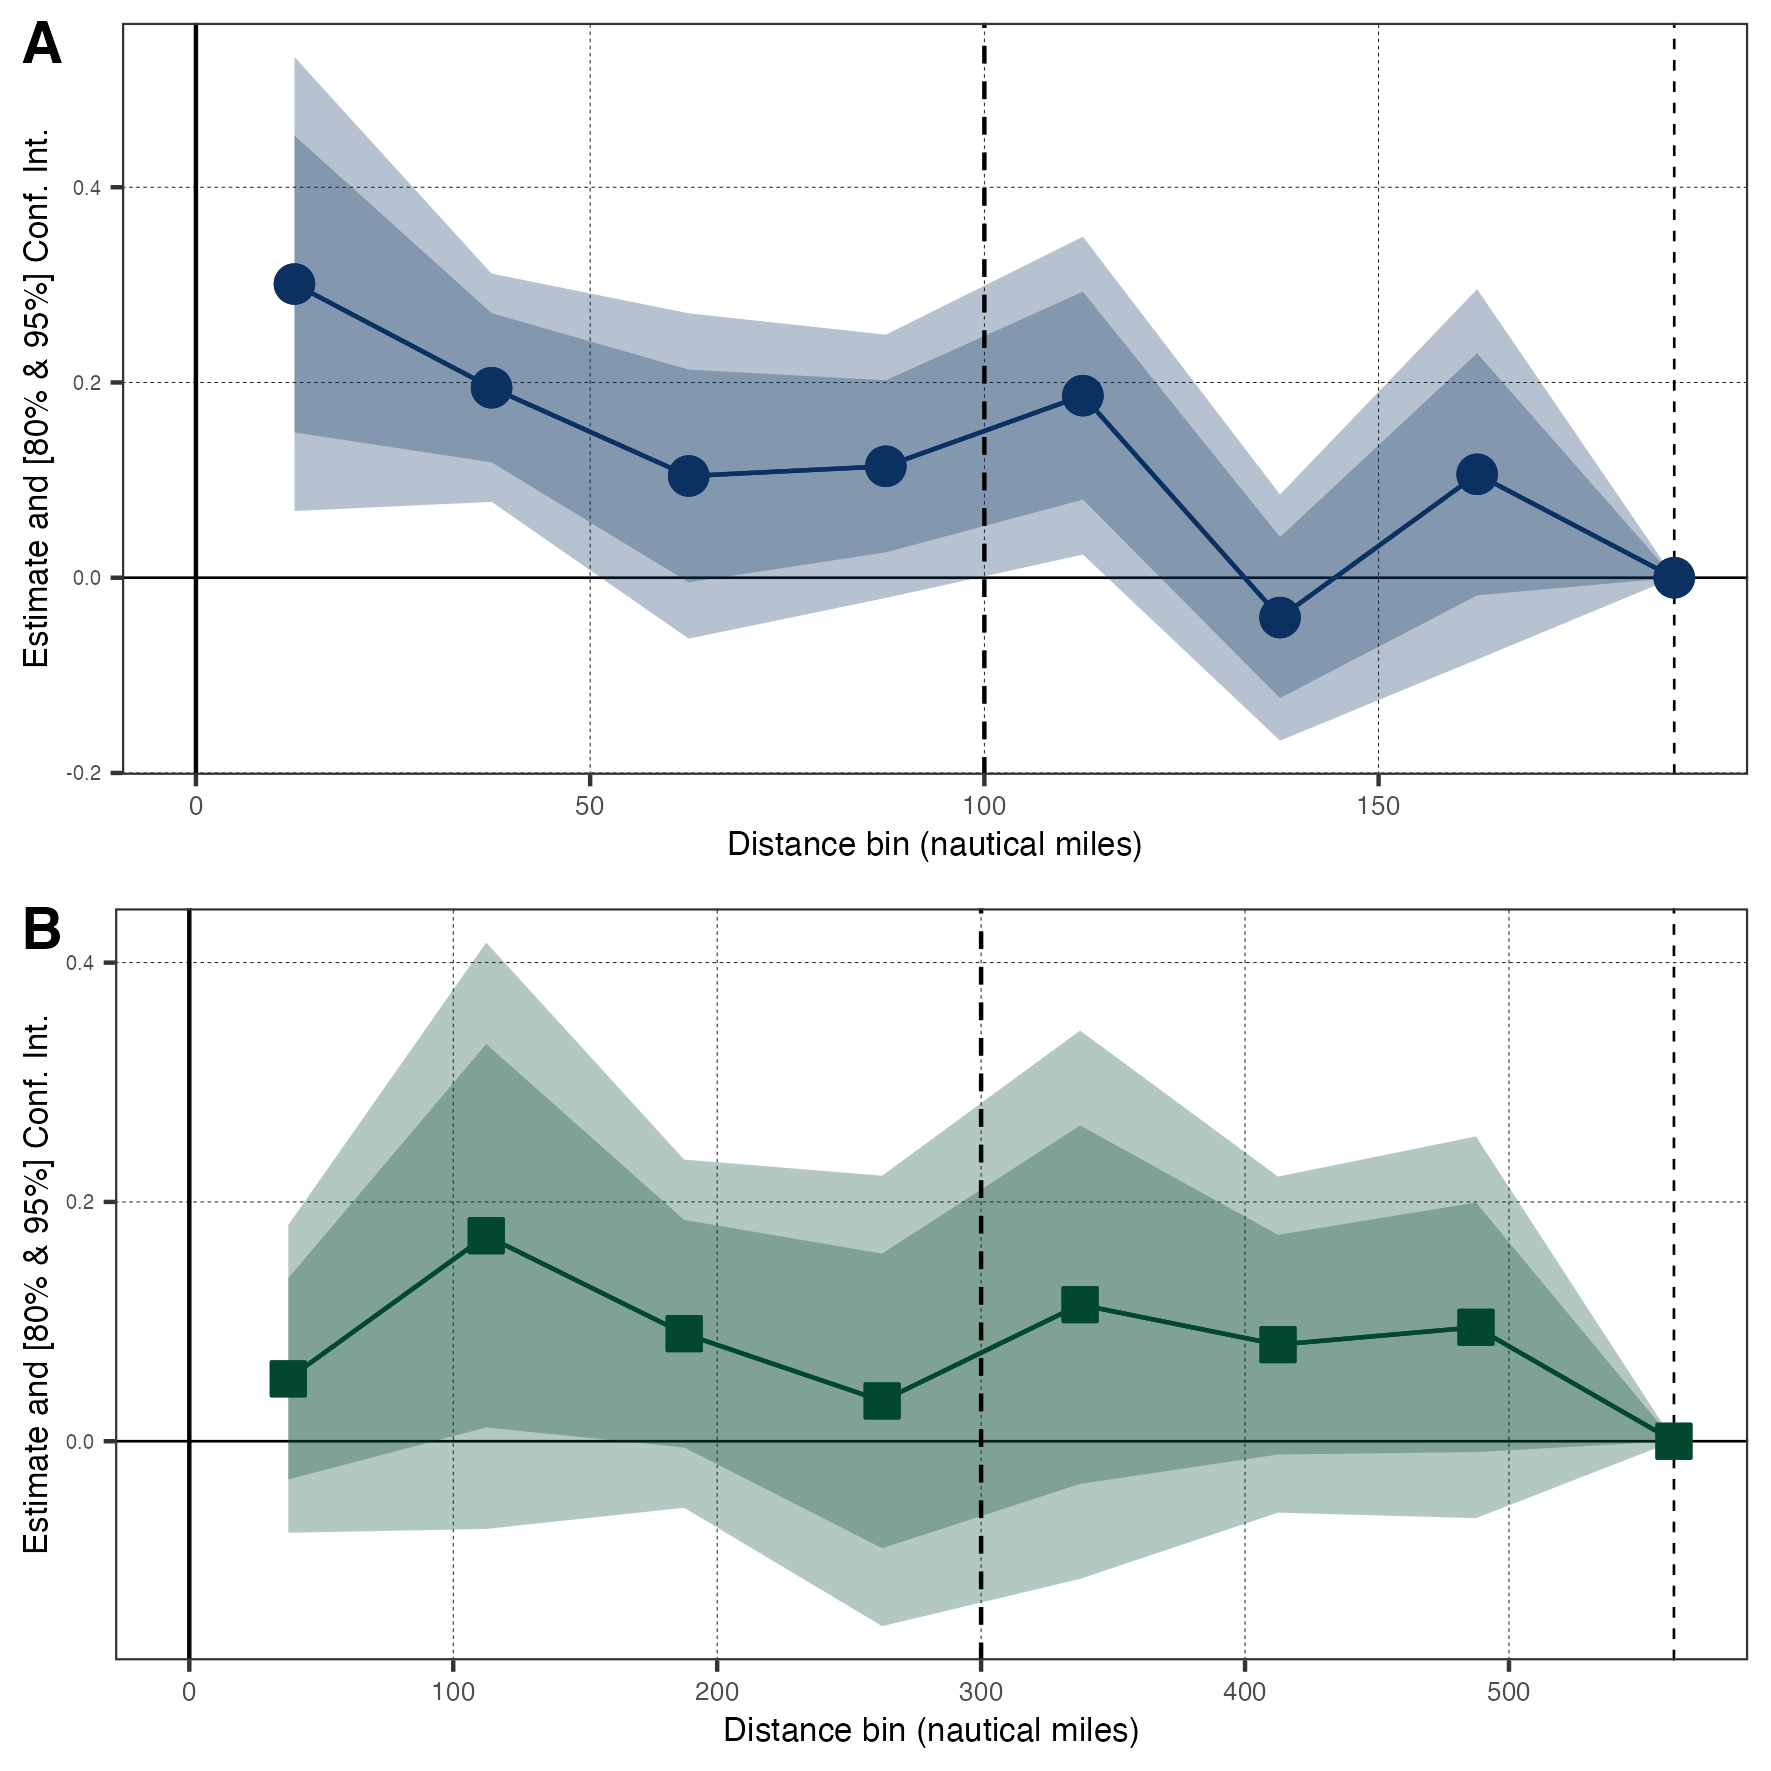 A
Estimate and [80% & 95%] Conf. Int.
0.4
0.2
0.0
-0.2
0 50 100 150
Distance bin (nautical miles)
B
Estimate and [80% & 95%] Conf. Int.
0.4
0.2
0.0
0 100 200 300 400 500
Distance bin (nautical miles)